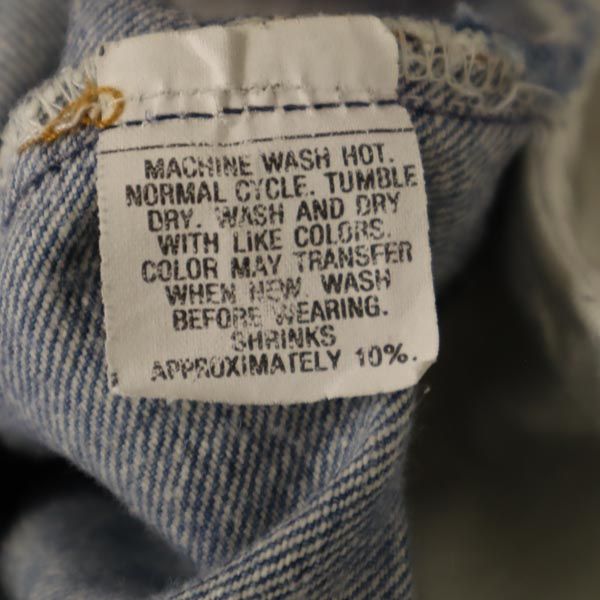 MACHINE WASH HOT.
NORMAL CYCLE. TUMBLE
DRY. WASH AND DRY
WITH LIKE COLORS.
COLOR MAY TRANSFER
WHEN NEW. WASH
BEFORE WEARING.
SHRINKS
APPROXIMATELY 10%.